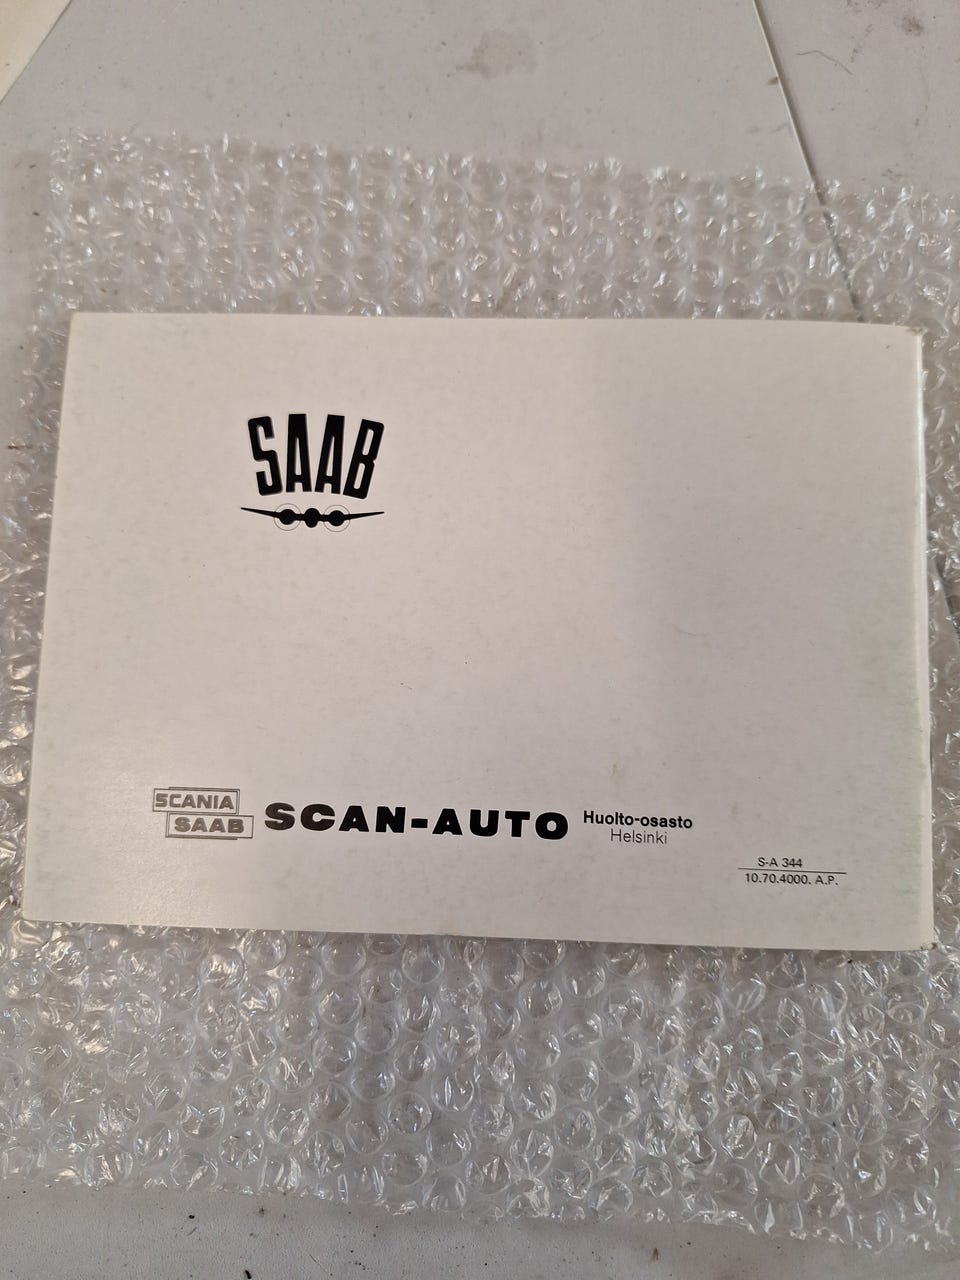 SAAB
SCANIA
SAAB
SCAN-AUTO
Huolto-osasto
Helsinki
S-A 344
10.70.4000. A.P.